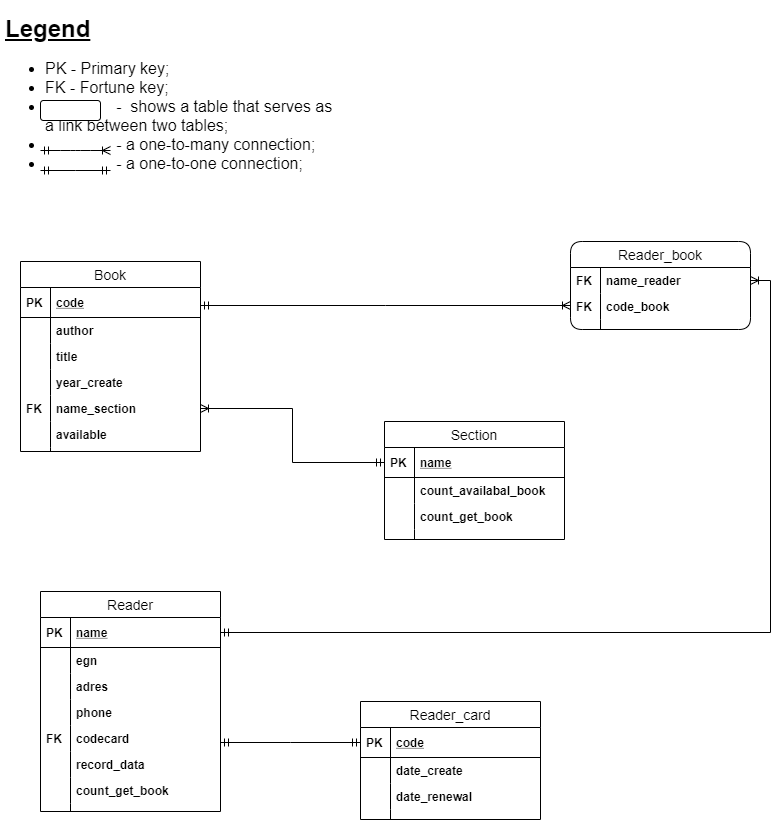 Legend
PK - Primary key;
FK - Fortune key;
- shows a table that serves as
a link between two tables;
- a one-to-many connection;
- a one-to-one connection;
Reader_book
FK name_reader
FK code_book
Book
PK code
author
title
year_create
FK name_section
available
Section
PK name
count_availabal_book
count_get_book
Reader
PK name
egn
adres
phone
FK codecard
record_data
count_get_book
Reader_card
PK code
date_create
date_renewal